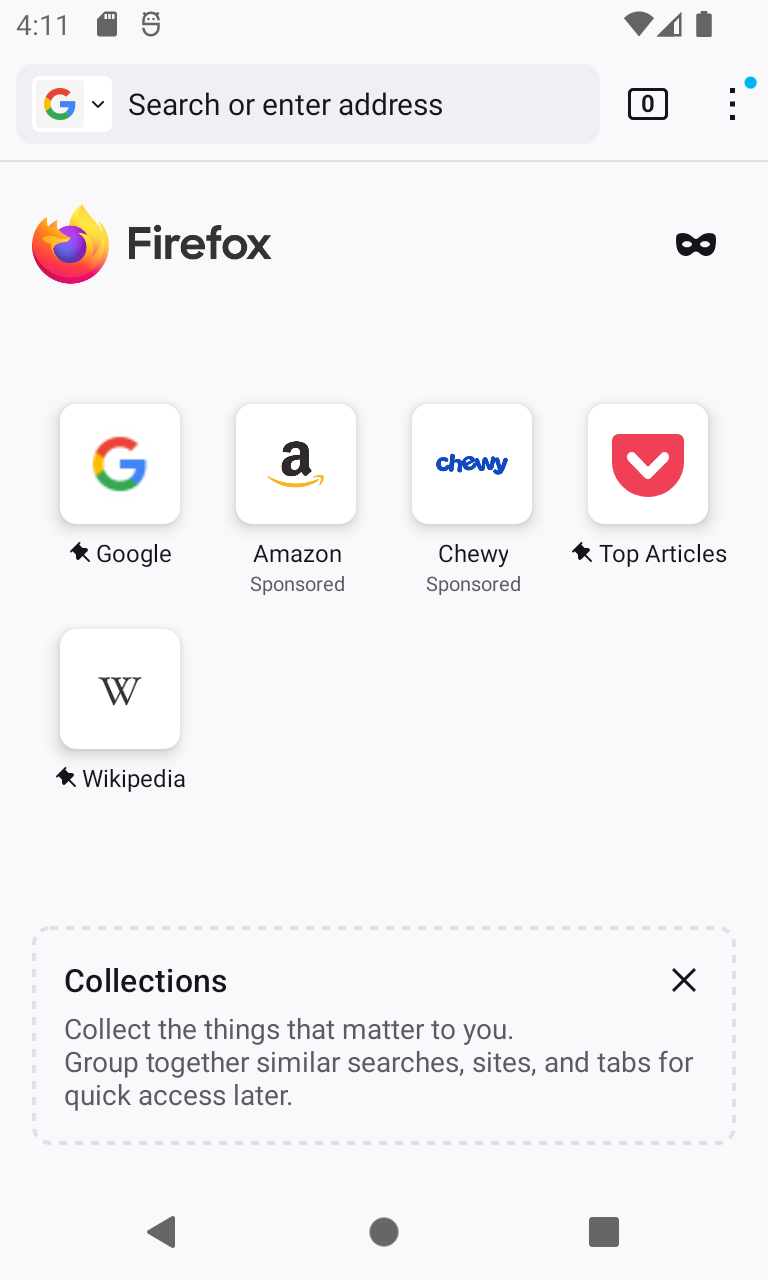 4:11
Search or enter address
0
Firefox
a
chewy
Google
Amazon
Chewy
Top Articles
Sponsored
Sponsored
W
Wikipedia
Collections
Collect the things that matter to you.
Group together similar searches, sites, and tabs for
quick access later.